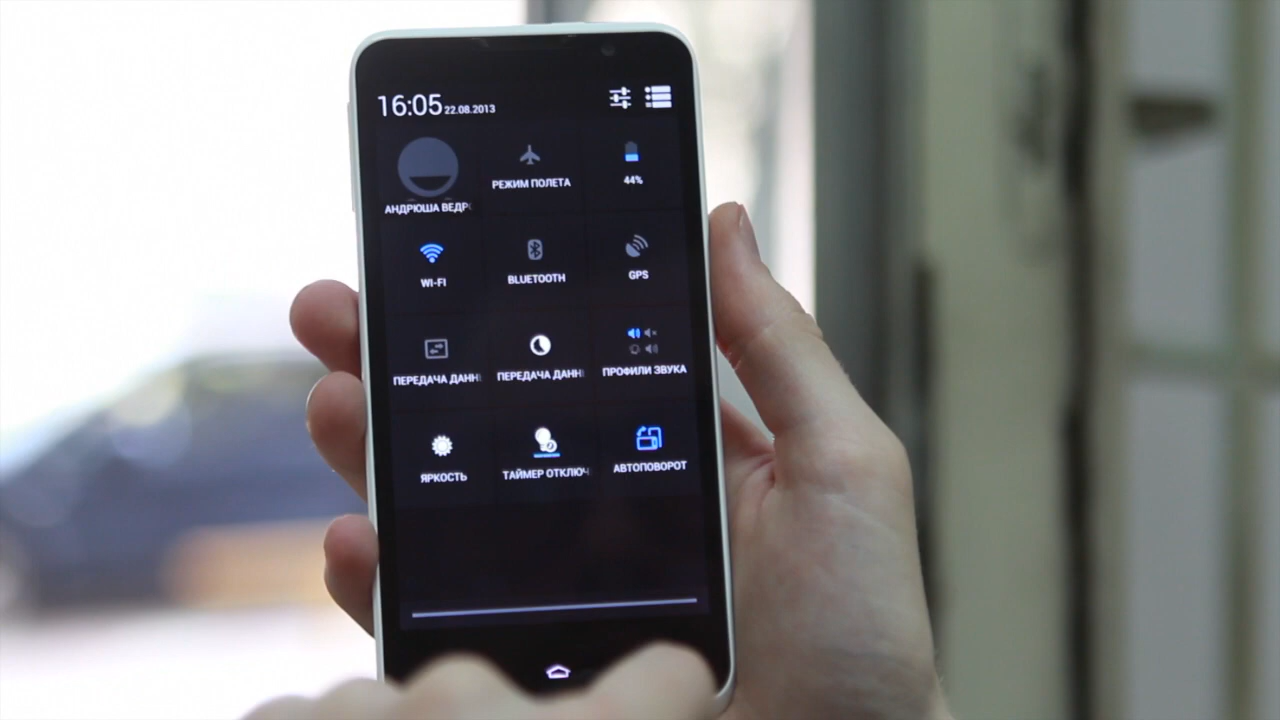 16:05 22.08.2013
АНДРЮША ВЕДР
РЕЖИМ ПОЛЕТА
44%
WI-FI
BLUETOOTH
GPS
ПЕРЕДАЧА ДАНН
ПЕРЕДАЧА ДАНН
ПРОФИЛИ ЗВУКА
ЯРКОСТЬ
ТАЙМЕР ОТКЛЮЧ
АВТОПОВОРОТ